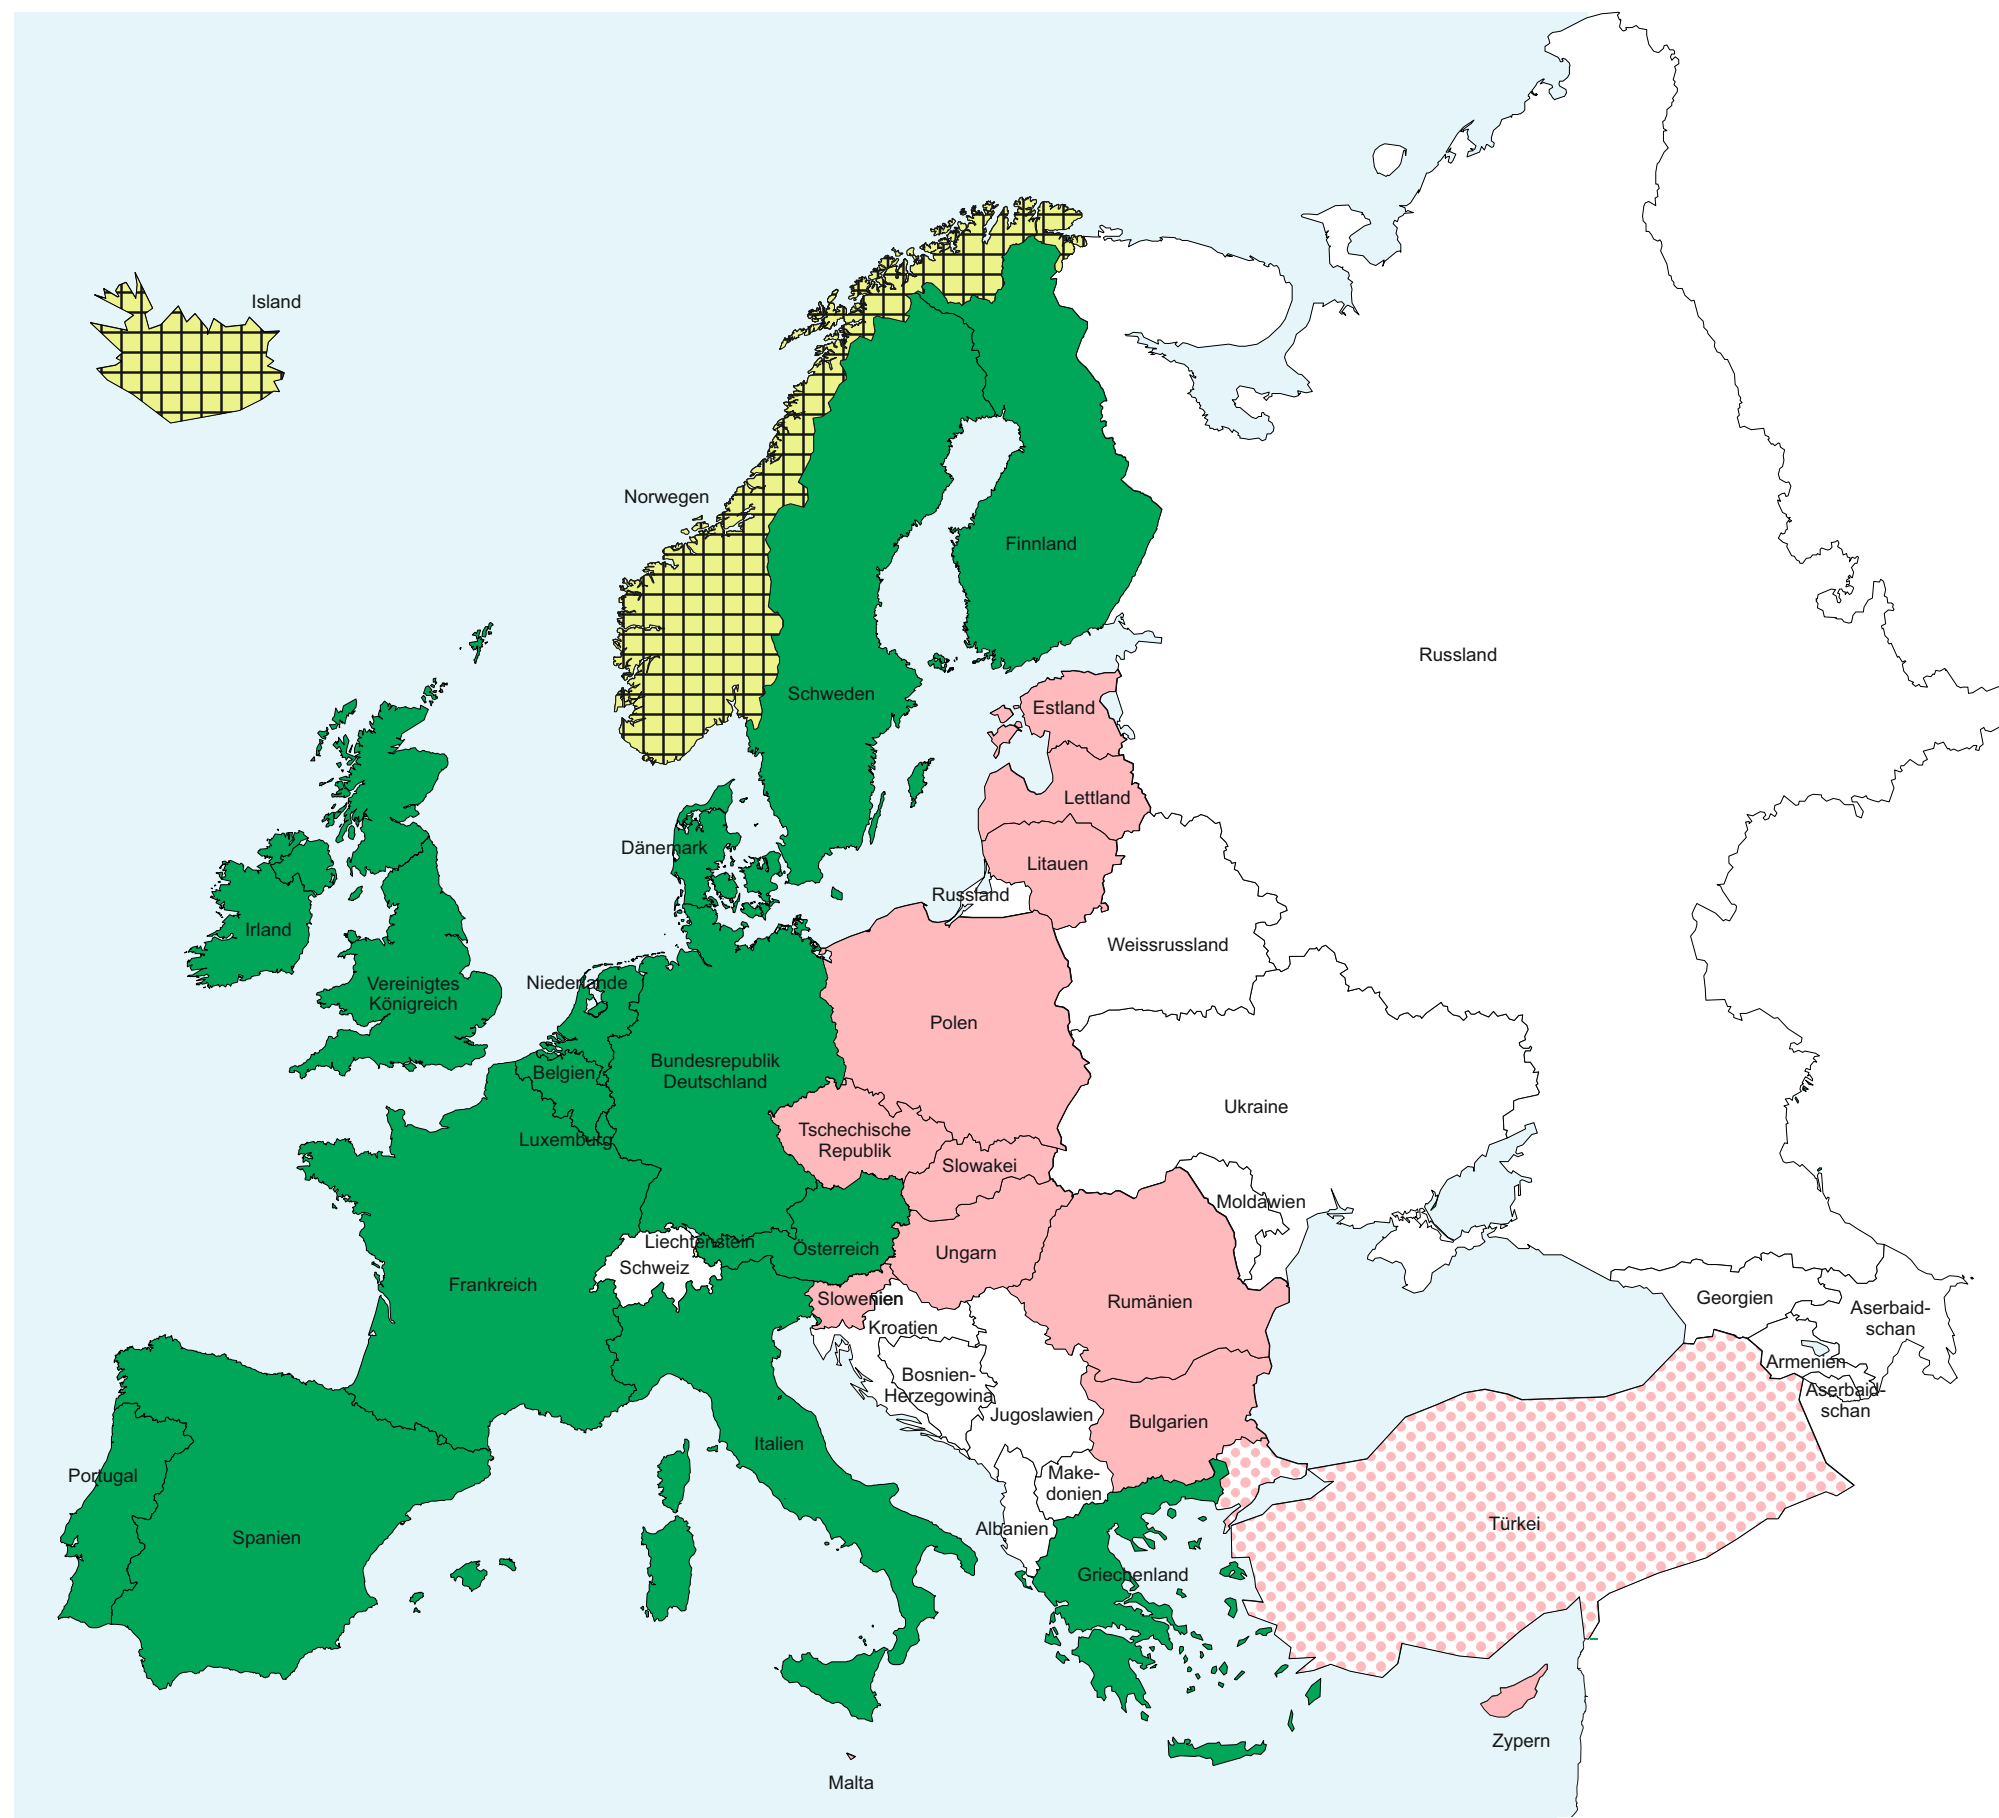 Island
Norwegen
Finnland
Russland
Schweden
Estland
Lettland
Dänemark
Litauen
Russland
Irland
Weissrussland
Vereinigtes
Königreich
Niederlande
Polen
Bundesrepublik
Deutschland
Belgien
Ukraine
Tschechische
Republik
Luxemburg
Slowakei
Moldawien
Liechtenstein
Österreich
Ungarn
Schweiz
Frankreich
Slowenien
Rumänien
Georgien
Aserbaid-
schan
Kroatien
Armenien
Bosnien-
Herzegowina
Aserbaid-
schan
Jugoslawien
Bulgarien
Italien
Portugal
Make-
donien
Türkei
Albanien
Spanien
Griechenland
Zypern
Malta